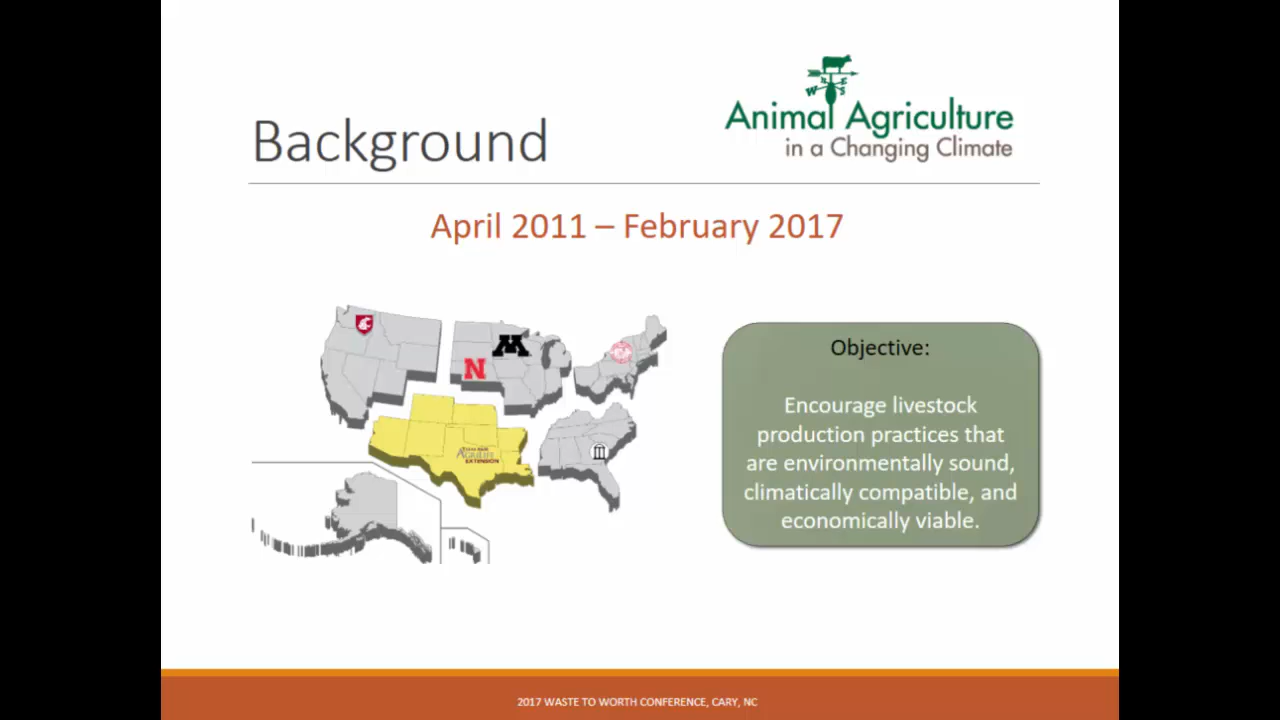 W N E S
Animal Agriculture
in a Changing Climate
Background
April 2011 – February 2017
M
N
EXTENSION
Objective:
Encourage livestock
production practices that
are environmentally sound,
climatically compatible, and
economically viable.
2017 WASTE TO WORTH CONFERENCE, CARY, NC